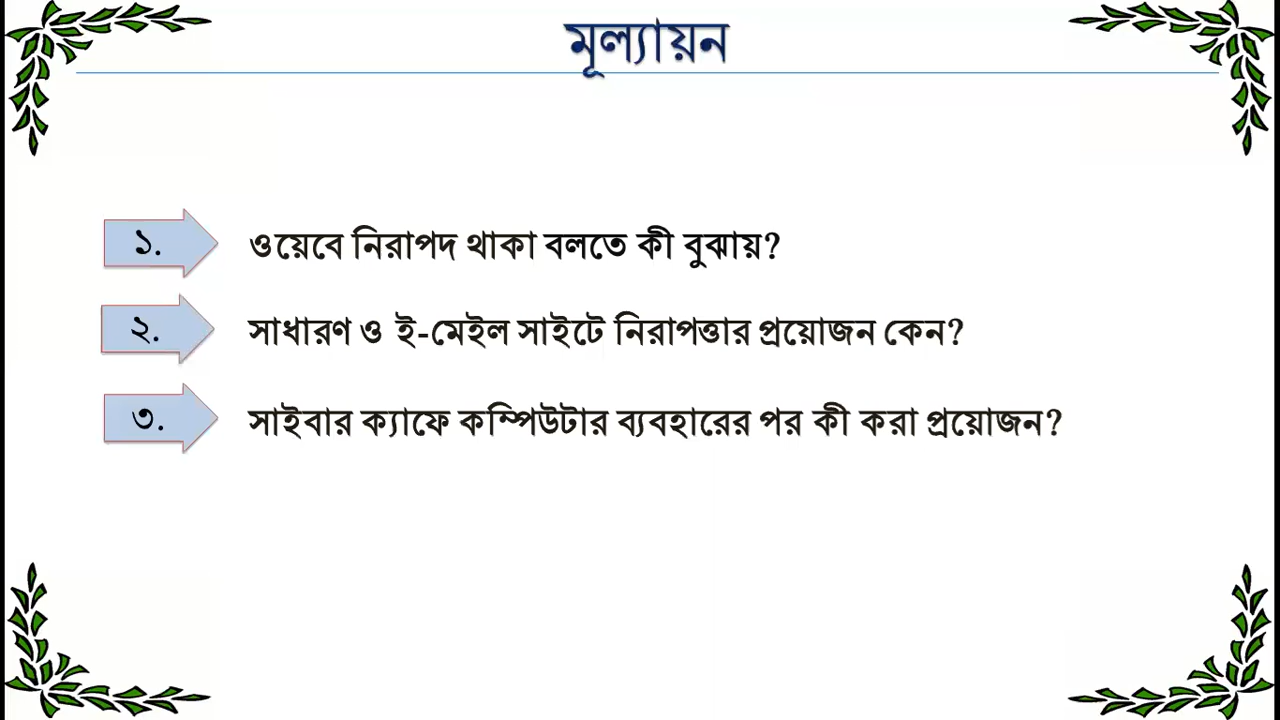 মূল্যায়ন
১. ওয়েবে নিরাপদ থাকা বলতে কী বুঝায়?
২. সাধারণ ও ই-মেইল সাইটে নিরাপত্তার প্রয়োজন কেন?
৩. সাইবার ক্যাফে কম্পিউটার ব্যবহারের পর কী করা প্রয়োজন?